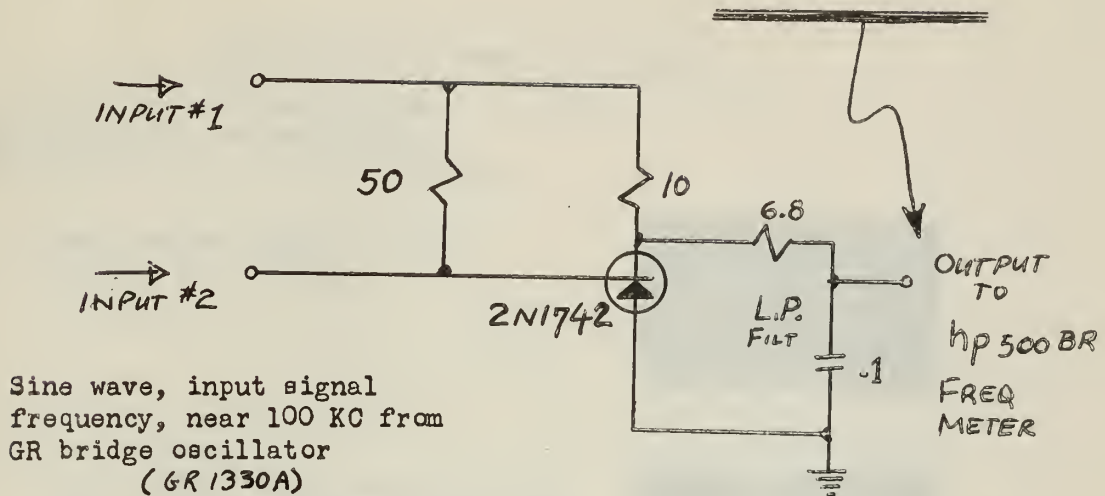 INPUT #1
50
10
6.8
INPUT #2
2N1742
L.P.
FILT
.1
OUTPUT
TO
hp 500 BR
FREQ
METER
Sine wave, input signal
frequency, near 100 KC from
GR bridge oscillator
(GR 1330A)